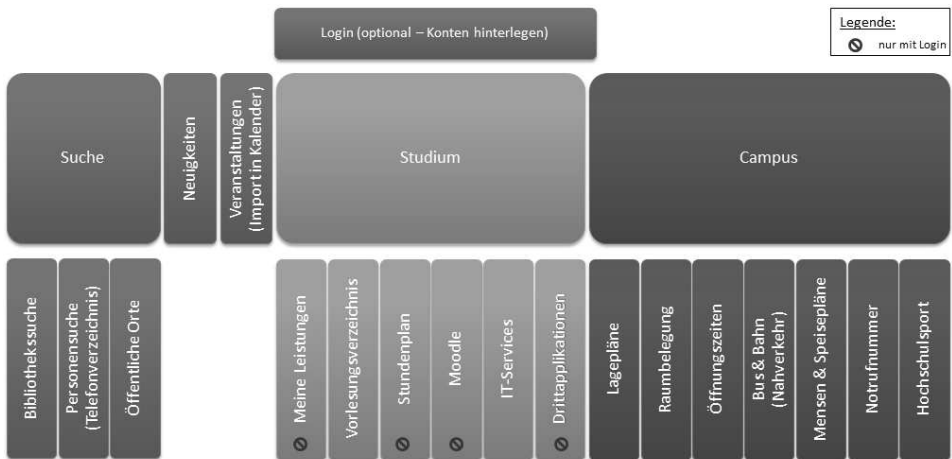 Login (optional – Konten hinterlegen)
Legende:
nur mit Login
Suche
Neuigkeiten
Veranstaltungen
(Import in Kalender)
Studium
Campus
Bibliothekssuche
Personensuche
(Telefonverzeichnis)
Öffentliche Orte
Meine Leistungen
Vorlesungsverzeichnis
Stundenplan
Moodle
IT-Services
Drittapplikationen
Lagepläne
Raumbelegung
Öffnungszeiten
Bus & Bahn
(Nahverkehr)
Mensen & Speisepläne
Notrufnummer
Hochschulsport